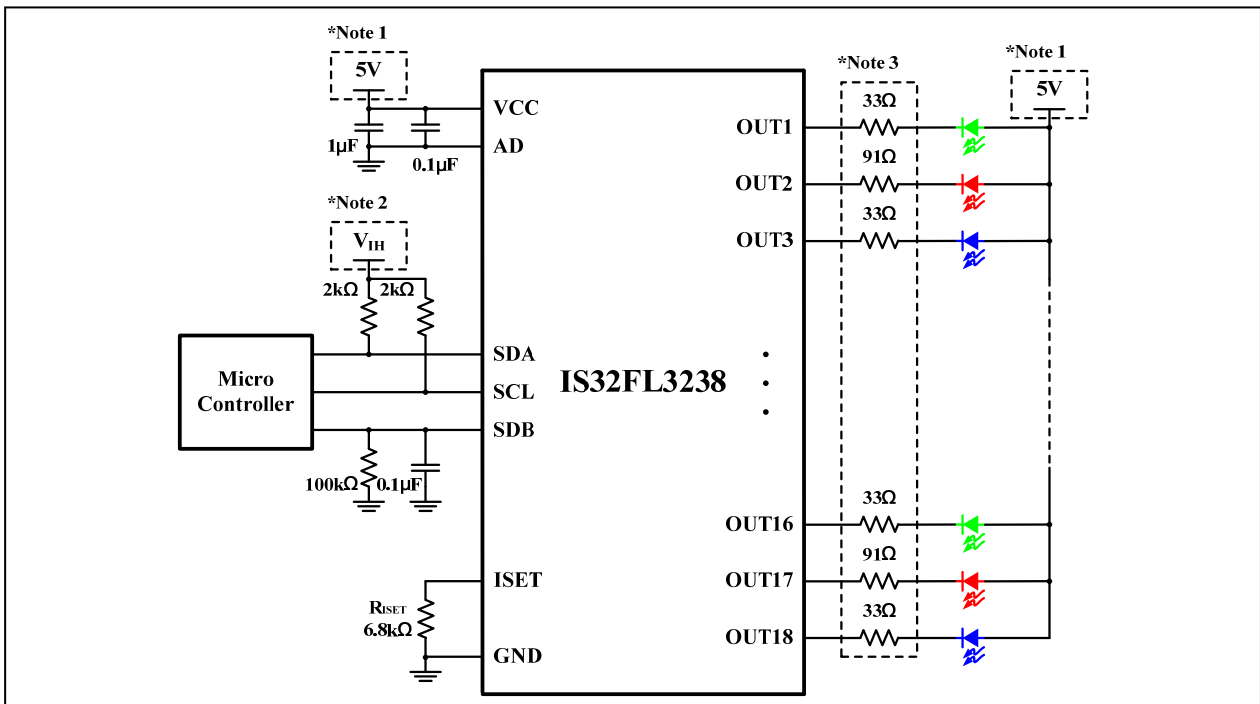 *Note 1
5V
VCC
AD
1µF
0.1µF
*Note 2
VIH
2kΩ 2kΩ
Micro
Controller
SDA
SCL
SDB
100kΩ 0.1µF
ISET
RISET
6.8kΩ
GND
IS32FL3238
*Note 3
*Note 1
5V
OUT1
33Ω
OUT2
91Ω
OUT3
33Ω
OUT16
33Ω
OUT17
91Ω
OUT18
33Ω